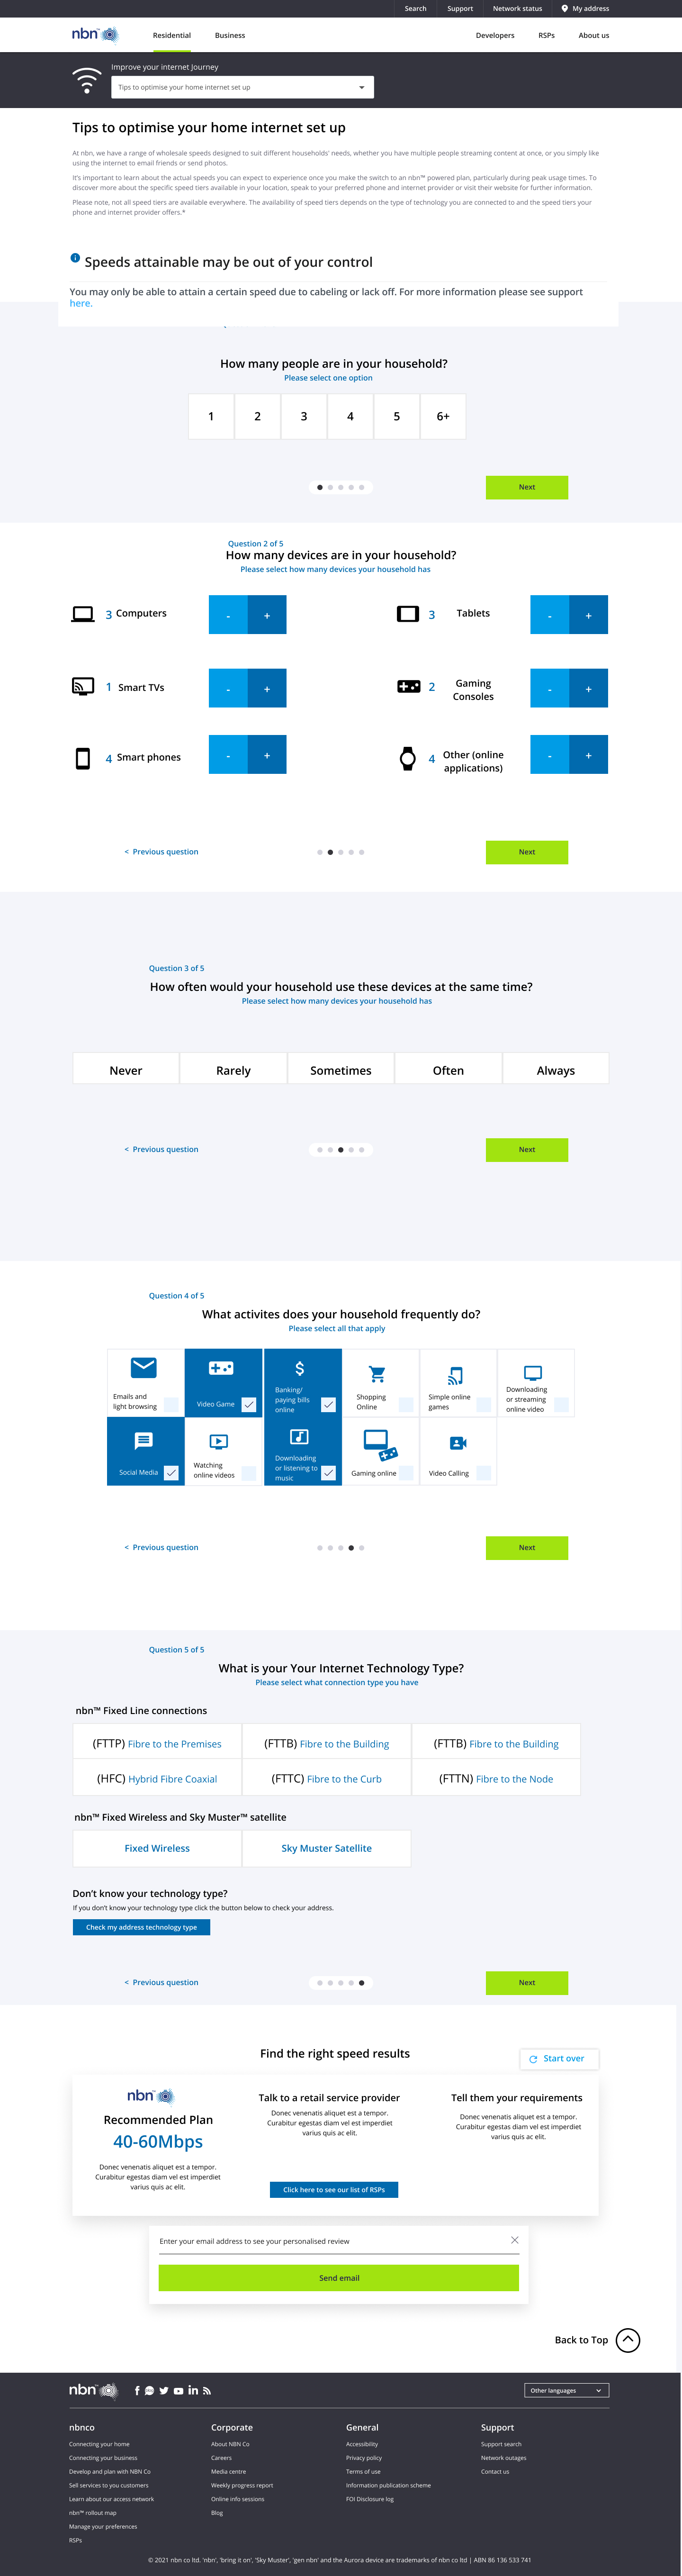 Search
Support
Network status
My address
nbn™
Residential
Business
Developers
RSPs
About us
Improve your internet Journey
Tips to optimise your home internet set up
Tips to optimise your home internet set up
At nbn, we have a range of wholesale speeds designed to suit different households' needs, whether you have multiple people streaming content at once, or you simply like
using the internet to email friends or send photos.
It's important to learn about the actual speeds you can expect to experience once you make the switch to an nbn™ powered plan, particularly during peak usage times. To
discover more about the specific speed tiers available in your location, speak to your preferred phone and internet provider or visit their website for further information.
Please note, not all speed tiers are available everywhere. The availability of speed tiers depends on the type of technology you are connected to and the speed tiers your
phone and internet provider offers.*
Speeds attainable may be out of your control
You may only be able to attain a certain speed due to cabeling or lack off. For more information please see support
here.
How many people are in your household?
Please select one option
1
2
3
4
5
6+
Next
Question 2 of 5
How many devices are in your household?
Please select how many devices your household has
3 Computers
- +
3 Tablets
- +
1 Smart TVs
- +
2 Gaming
Consoles
- +
4 Smart phones
- +
4 Other (online
applications)
- +
< Previous question
Next
Question 3 of 5
How often would your household use these devices at the same time?
Please select how many devices your household has
Never
Rarely
Sometimes
Often
Always
< Previous question
Next
Question 4 of 5
What activites does your household frequently do?
Please select all that apply
Emails and
light browsing
Video Game
Banking/
paying bills
online
Shopping
Online
Simple online
games
Downloading
or streaming
online video
Social Media
Watching
online videos
Downloading
or listening to
music
Gaming online
Video Calling
< Previous question
Next
Question 5 of 5
What is your Your Internet Technology Type?
Please select what connection type you have
nbn™ Fixed Line connections
(FTTP) Fibre to the Premises
(FTTB) Fibre to the Building
(FTTB) Fibre to the Building
(HFC) Hybrid Fibre Coaxial
(FTTC) Fibre to the Curb
(FTTN) Fibre to the Node
nbn™ Fixed Wireless and Sky Muster™ satellite
Fixed Wireless
Sky Muster Satellite
Don't know your technology type?
If you don't know your technology type click the button below to check your address.
Check my address technology type
< Previous question
Next
Find the right speed results
Start over
nbn™
Recommended Plan
40-60Mbps
Donec venenatis aliquet est a tempor.
Curabitur egestas diam vel est imperdiet
varius quis ac elit.
Talk to a retail service provider
Donec venenatis aliquet est a tempor.
Curabitur egestas diam vel est imperdiet
varius quis ac elit.
Click here to see our list of RSPs
Tell them your requirements
Donec venenatis aliquet est a tempor.
Curabitur egestas diam vel est imperdiet
varius quis ac elit.
Enter your email address to see your personalised review
Send email
Back to Top
nbn™
Other languages
nbnco
Connecting your home
Connecting your business
Develop and plan with NBN Co
Sell services to you customers
Learn about our access network
nbn™ rollout map
Manage your preferences
RSPs
Corporate
About NBN Co
Careers
Media centre
Weekly progress report
Online info sessions
Blog
General
Accessibility
Privacy policy
Terms of use
Information publication scheme
FOI Disclosure log
Support
Support search
Network outages
Contact us
© 2021 nbn co ltd. 'nbn', 'bring it on', 'Sky Muster', 'gen nbn' and the Aurora device are trademarks of nbn co ltd | ABN 86 136 533 741